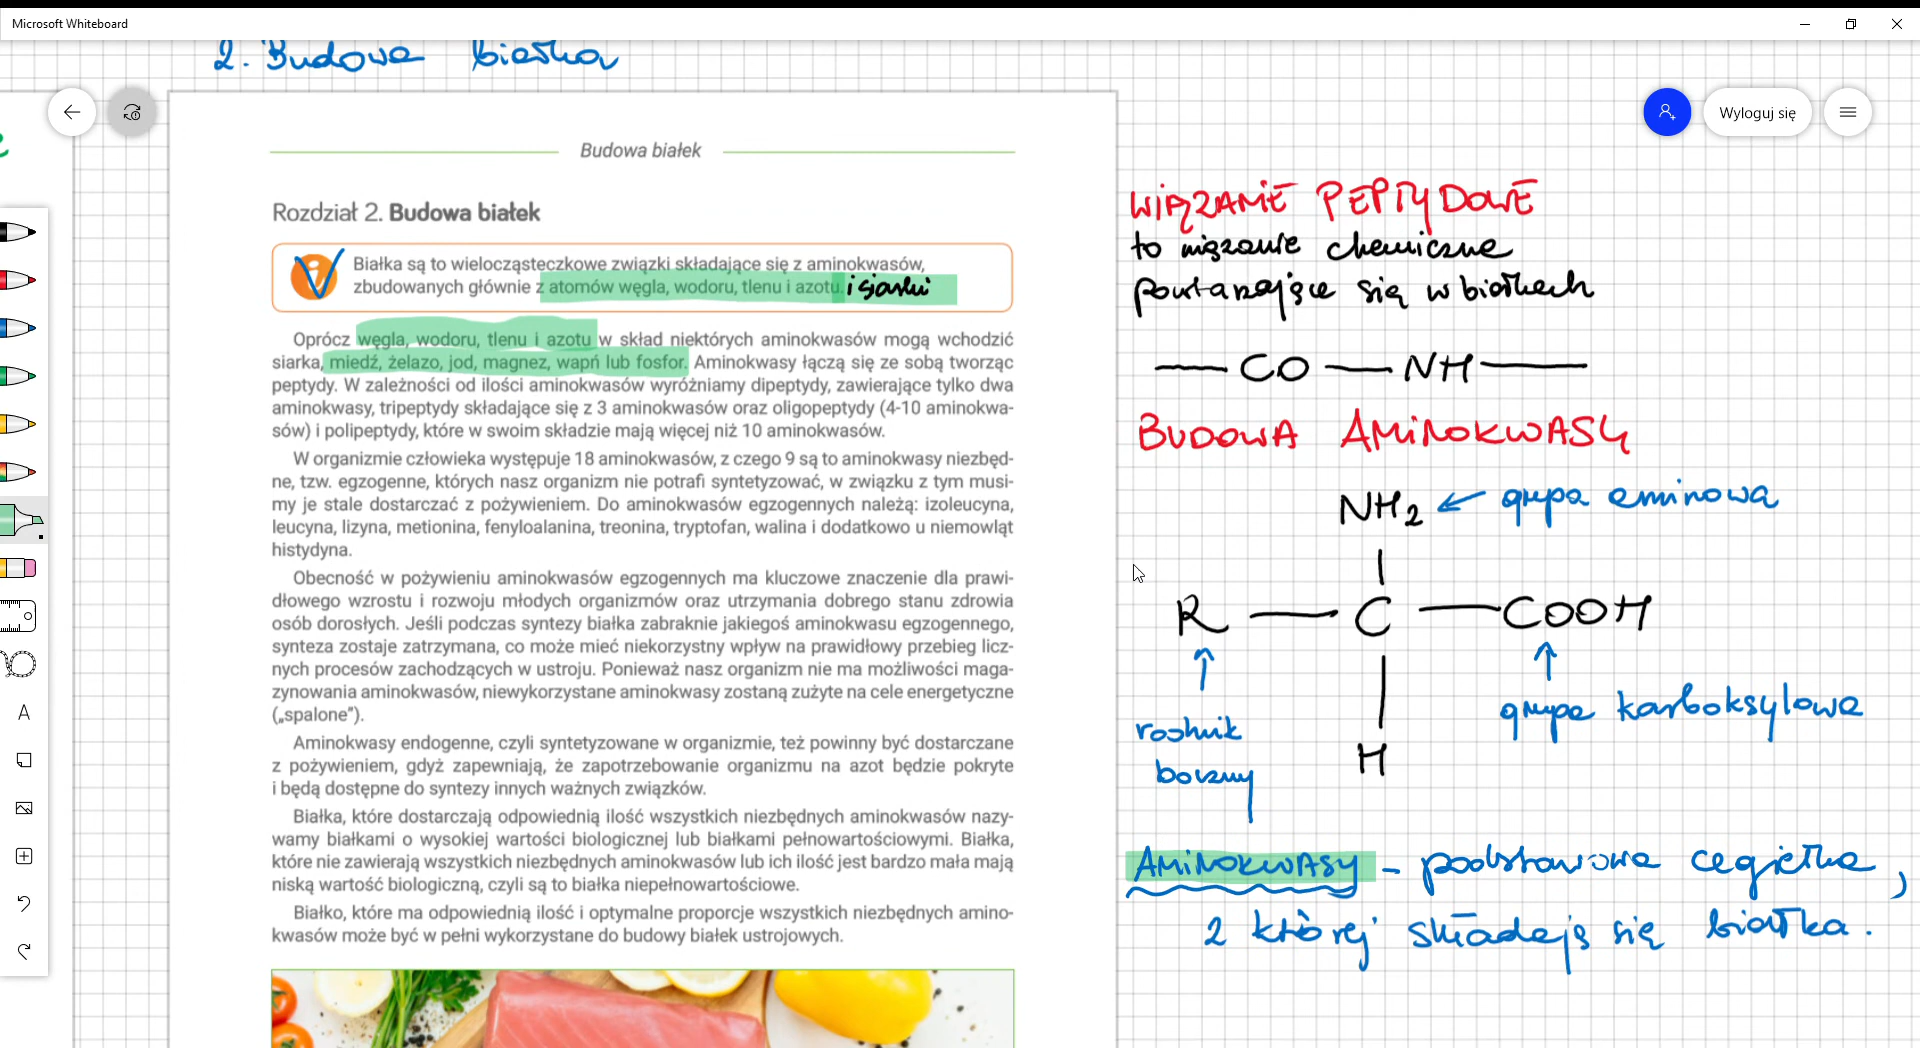 Microsoft Whiteboard
2. Budowa białka
Wyloguj się
Budowa białek
Rozdział 2. Budowa białek
Białka są to wielocząsteczkowe związki składające się z aminokwasów,
zbudowanych głównie z atomów węgla, wodoru, tlenu i azotu. i siarki
Oprócz węgla, wodoru, tlenu i azotu w skład niektórych aminokwasów mogą wchodzić
siarka, miedź, żelazo, jod, magnez, wapń lub fosfor. Aminokwasy łączą się ze sobą tworząc
peptydy. W zależności od ilości aminokwasów wyróżniamy dipeptydy, zawierające tylko dwa
aminokwasy, tripeptydy składające się z 3 aminokwasów oraz oligopeptydy (4-10 aminokwa-
sów) i polipeptydy, które w swoim składzie mają więcej niż 10 aminokwasów.
W organizmie człowieka występuje 18 aminokwasów, z czego 9 są to aminokwasy niezbęd-
ne, tzw. egzogenne, których nasz organizm nie potrafi syntetyzować, w związku z tym musi-
my je stale dostarczać z pożywieniem. Do aminokwasów egzogennych należą: izoleucyna,
leucyna, lizyna, metionina, fenyloalanina, treonina, tryptofan, walina i dodatkowo u niemowląt
histydyna.
Obecność w pożywieniu aminokwasów egzogennych ma kluczowe znaczenie dla prawi-
dłowego wzrostu i rozwoju młodych organizmów oraz utrzymania dobrego stanu zdrowia
osób dorosłych. Jeśli podczas syntezy białka zabraknie jakiegoś aminokwasu egzogennego,
synteza zostaje zatrzymana, co może mieć niekorzystny wpływ na prawidłowy przebieg licz-
nych procesów zachodzących w ustroju. Ponieważ nasz organizm nie ma możliwości maga-
zynowania aminokwasów, niewykorzystane aminokwasy zostaną zużyte na cele energetyczne
(„spalone”).
Aminokwasy endogenne, czyli syntetyzowane w organizmie, też powinny być dostarczane
z pożywieniem, gdyż zapewniają, że zapotrzebowanie organizmu na azot będzie pokryte
i będą dostępne do syntezy innych ważnych związków.
Białka, które dostarczają odpowiednią ilość wszystkich niezbędnych aminokwasów nazy-
wamy białkami o wysokiej wartości biologicznej lub białkami pełnowartościowymi. Białka,
które nie zawierają wszystkich niezbędnych aminokwasów lub ich ilość jest bardzo mała mają
niską wartość biologiczną, czyli są to białka niepełnowartościowe.
Białko, które ma odpowiednią ilość i optymalne proporcje wszystkich niezbędnych amino-
kwasów może być w pełni wykorzystane do budowy białek ustrojowych.
WIĄZANIE PEPTYDOWE
to wiązanie chemiczne
powtarzające się w białkach
— CO — NH —
BUDOWA AMINOKWASU
NH2 ← grupa aminowa
R — C — COOH
grupa karboksylowa
rodnik
boczny
H
AMINOKWASY - podstawowa cegiełka,
z której składają się białka.